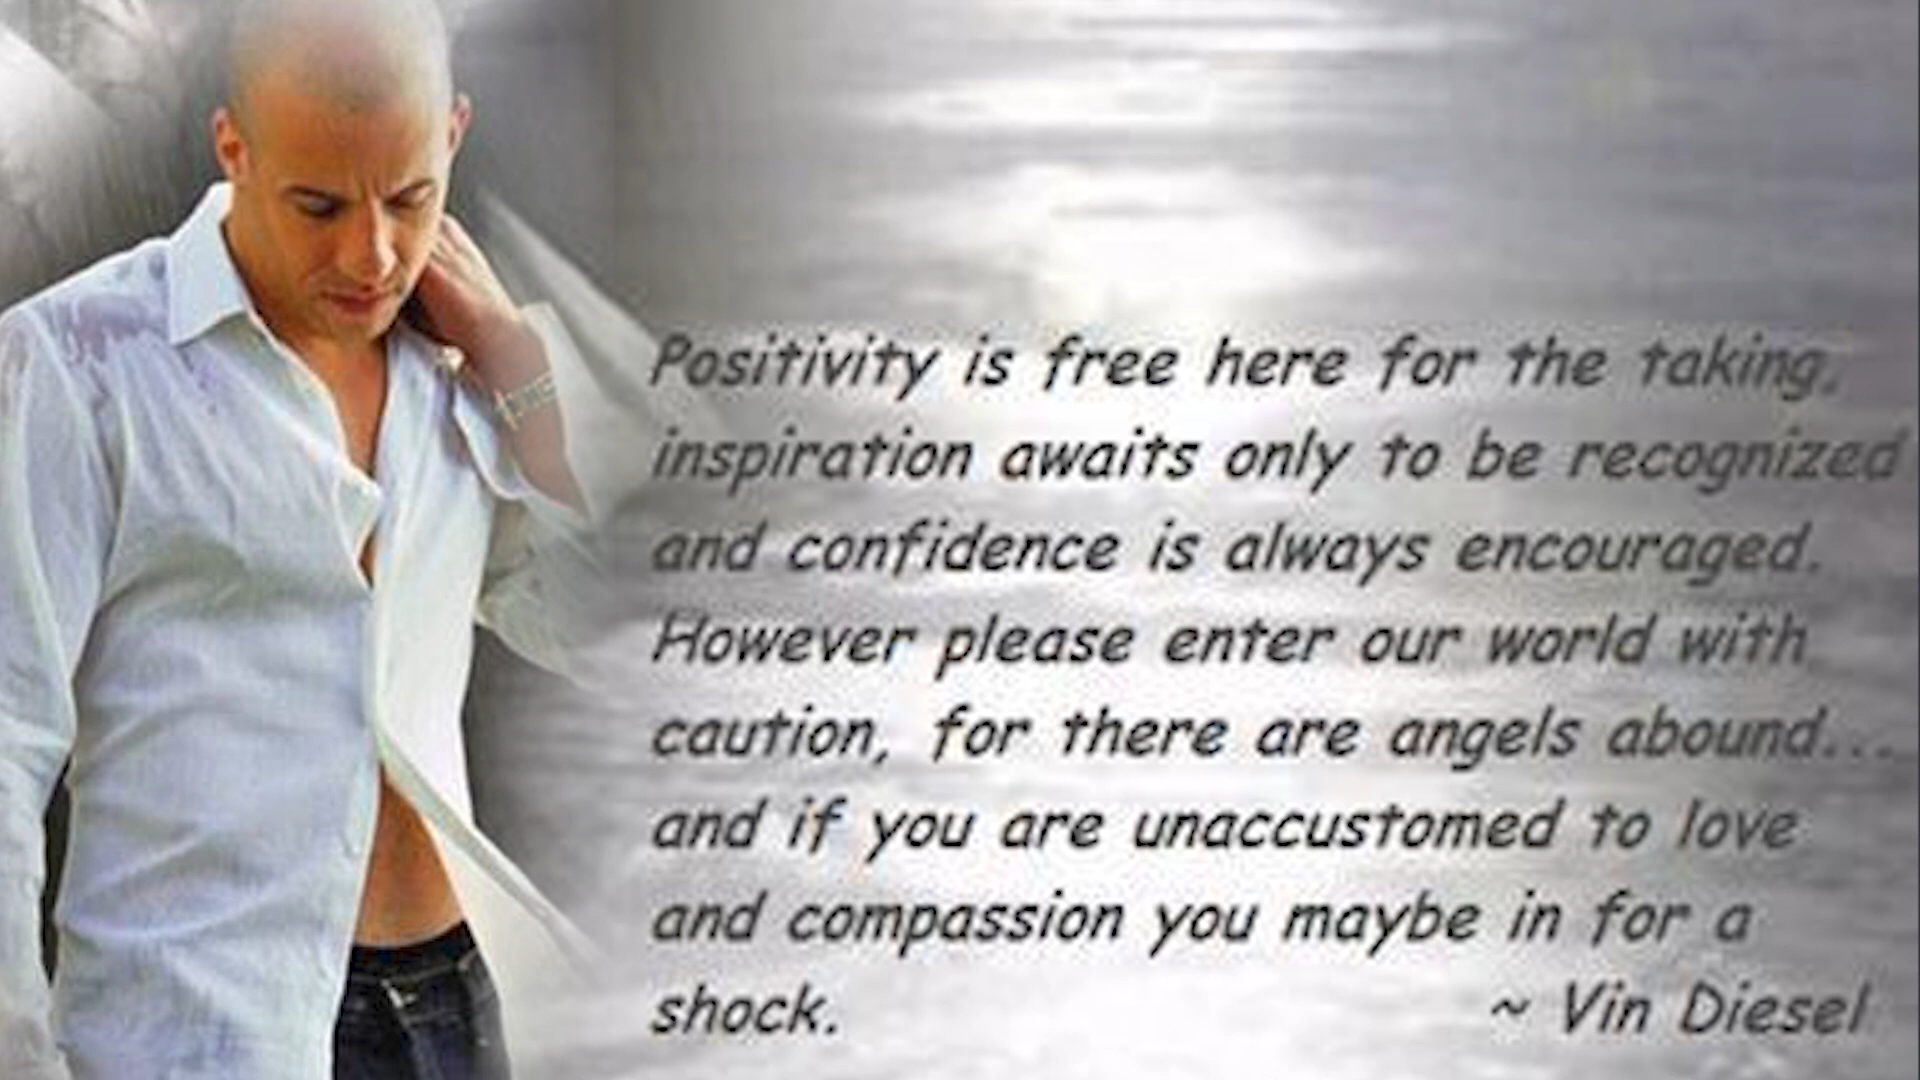 Positivity is free here for the taking,
inspiration awaits only to be recognized
and confidence is always encouraged.
However please enter our world with
caution, for there are angels abound...
and if you are unaccustomed to love
and compassion you maybe in for a
shock. ~ Vin Diesel